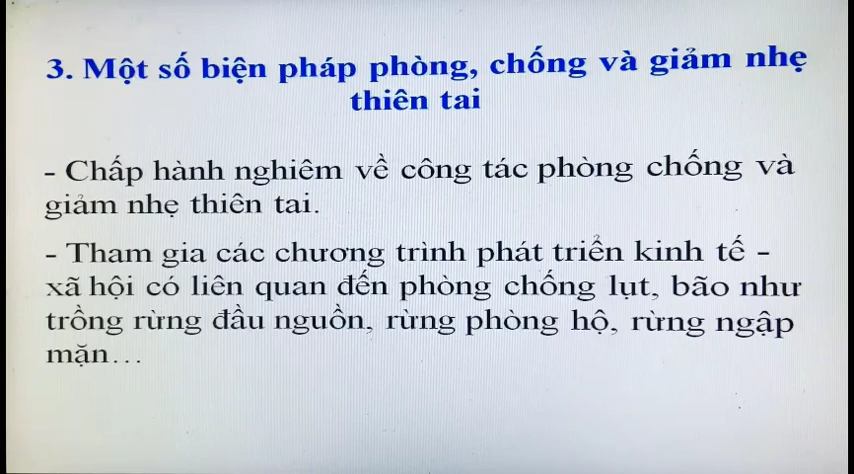 3. Một số biện pháp phòng, chống và giảm nhẹ
thiên tai
- Chấp hành nghiêm về công tác phòng chống và
giảm nhẹ thiên tai.
- Tham gia các chương trình phát triển kinh tế -
xã hội có liên quan đến phòng chống lụt, bão như
trồng rừng đầu nguồn, rừng phòng hộ, rừng ngập
mặn...